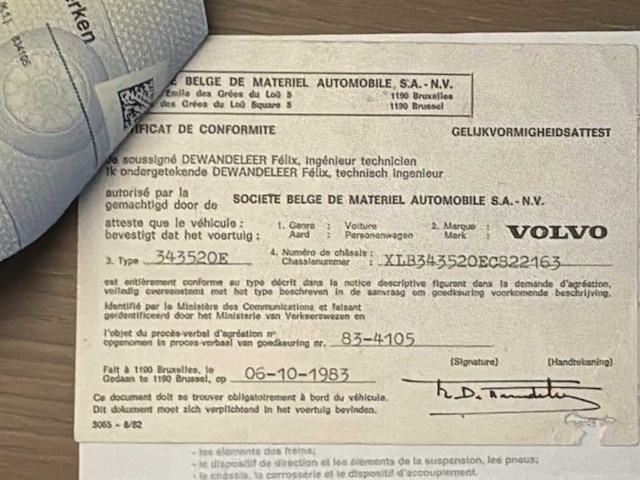 erken
(K.1) 834195
E BELGE DE MATERIEL AUTOMOBILE, S.A. - N.V.
Emile des Grées du Loû 5 1190 Bruxelles
des Grées du Loû Square 5 1190 Brussel
IFICAT DE CONFORMITE GELIJKVORMIGHEIDSATTEST
soussigné DEWANDELEER Félix, ingénieur technicien
Ik ondergetekende DEWANDELEER Félix, technisch ingenieur
autorisé par la
gemachtigd door de SOCIETE BELGE DE MATERIEL AUTOMOBILE S.A. - N.V.
atteste que le véhicule :
bevestigt dat het voertuig :
1. Genre : Voiture
Aard : Personenwagen
2. Marque :
Merk :
VOLVO
3. Type 343520E
4. Numéro de châssis :
Chassisnummer : XLB343520EC822163
est entièrement conforme au type décrit dans la notice descriptive figurant dans la demande d'agréation,
volledig overeenstemt met het type beschreven in de aanvraag om goedkeuring voorkomende beschrijving.
Identifié par le Ministère des Communications et faisant
geïdentificeerd door het Ministerie van Verkeerswezen en
l'objet du procès-verbal d'agréation n°
opgenomen in proces-verbaal van goedkeuring nr. 83-4105
(Signature) (Handtekening)
Fait à 1190 Bruxelles, le
Gedaan te 1190 Brussel, op 06-10-1983
Ce document doit se trouver obligatoirement à bord du véhicule.
Dit dokument moet zich verplichtend in het voertuig bevinden.
3065 - 8/82
- les éléments des freins;
- le dispositif de direction et les éléments de la suspension, les pneus;
- le châssis, la carrosserie et le dispositif d'accouplement.